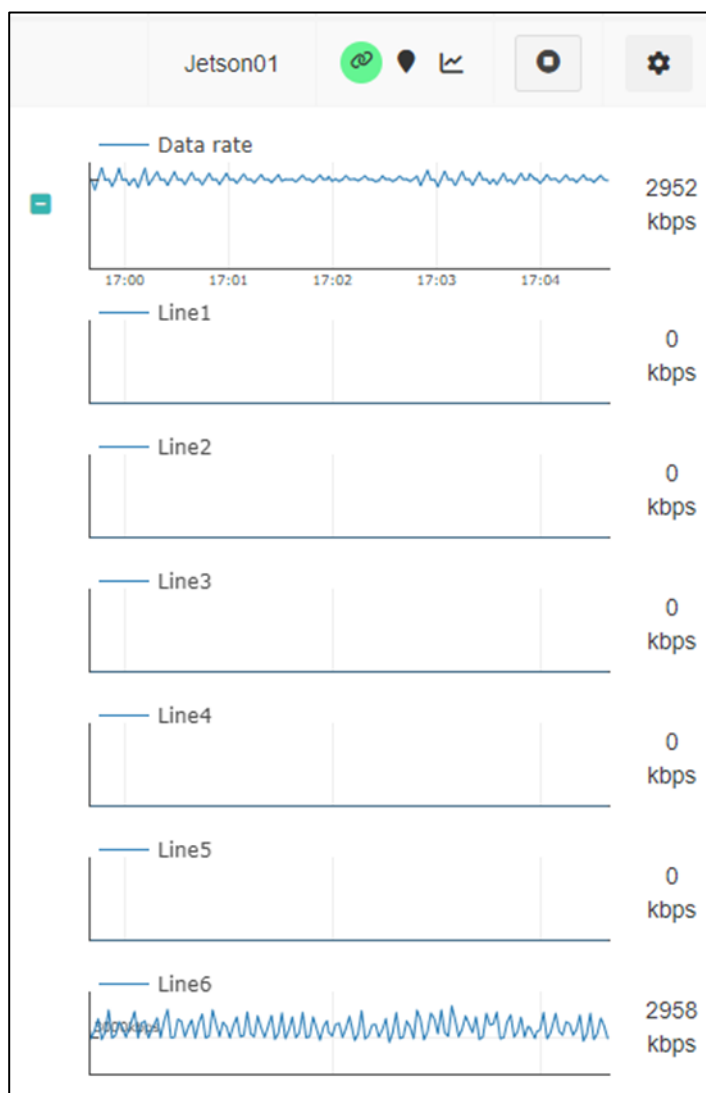 Jetson01
Data rate
2952
kbps
17:00 17:01 17:02 17:03 17:04
Line1
0
kbps
Line2
0
kbps
Line3
0
kbps
Line4
0
kbps
Line5
0
kbps
Line6
3000kbps
2958
kbps